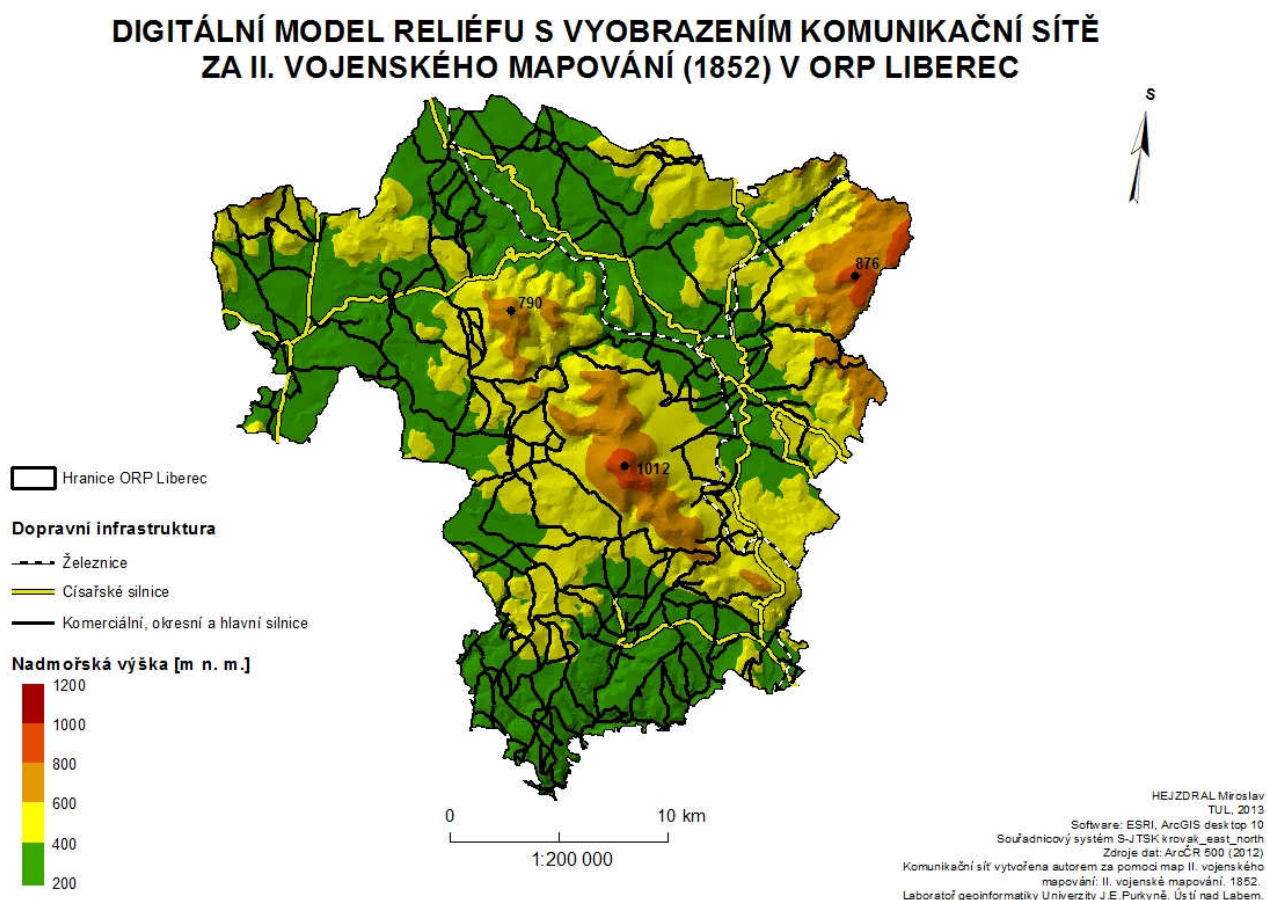 DIGITÁLNÍ MODEL RELIÉFU S VYOBRAZENÍM KOMUNIKAČNÍ SÍTĚ
ZA II. VOJENSKÉHO MAPOVÁNÍ (1852) V ORP LIBEREC
S
876
790
1012
Hranice ORP Liberec
Dopravní infrastruktura
Železnice
Císařské silnice
Komerciální, okresní a hlavní silnice
Nadmořská výška [m n. m.]
1200
1000
800
600
400
200
0 10 km
1:200 000
HEJZDRAL Miroslav
TUL, 2013
Software: ESRI, ArcGIS desktop 10
Souřadnicový systém S-JTSK krovak_east_north
Zdroje dat: ArcČR 500 (2012)
Komunikační síť vytvořena autorem za pomoci map II. vojenského
mapování: II. vojenské mapování. 1852.
Laboratoř geoinformatiky Univerzity J.E.Purkyně. Ústí nad Labem.